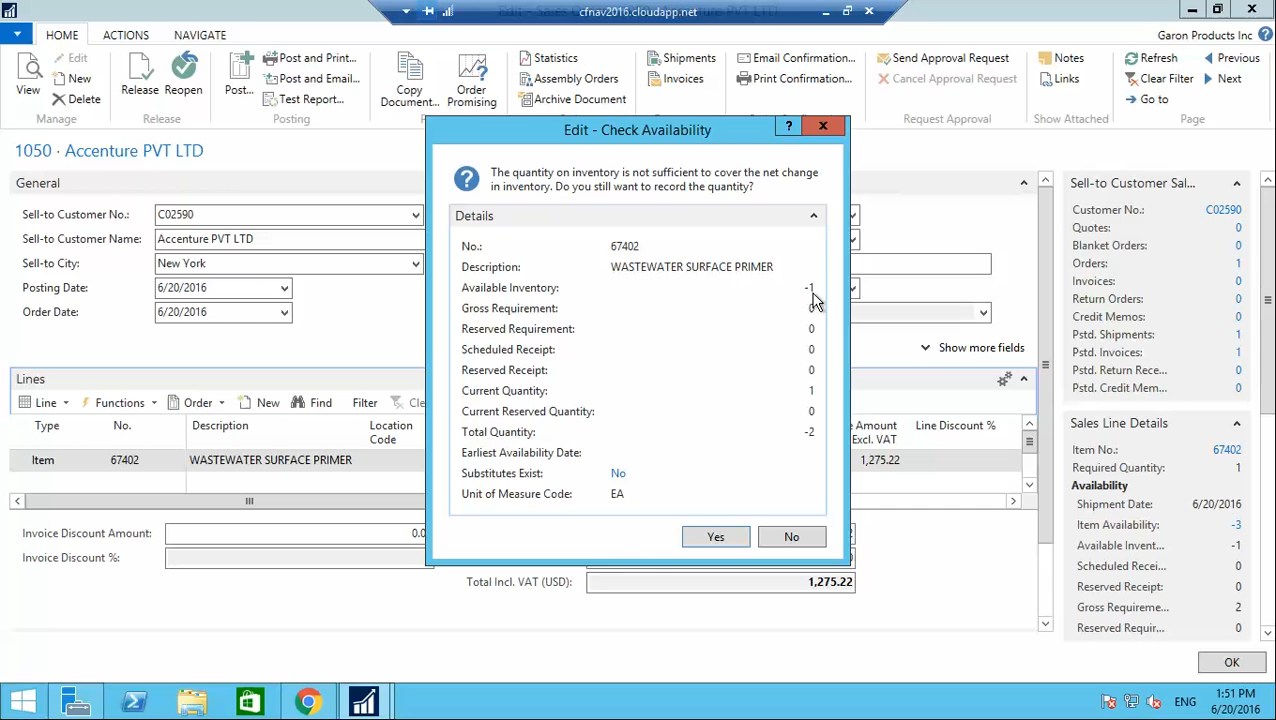 Edit - Sales O
cfnav2016.cloudapp.net
HOME ACTIONS NAVIGATE
Garon Products Inc
View
Edit
New
Delete
Manage
Release
Reopen
Release
Post...
Post and Print...
Post and Email...
Test Report...
Posting
Copy Document...
Order Promising
Statistics
Assembly Orders
Archive Document
Shipments
Invoices
Email Confirmation...
Print Confirmation...
Send Approval Request
Cancel Approval Request
Request Approval
Notes
Links
Show Attached
Refresh
Clear Filter
Go to
Previous
Next
Page
1050 · Accenture PVT LTD
General
Sell-to Customer No.: C02590
Sell-to Customer Name: Accenture PVT LTD
Sell-to City: New York
Posting Date: 6/20/2016
Order Date: 6/20/2016
Show more fields
Lines
Line Functions Order New Find Filter
Type No. Description Location Code
Amount Excl. VAT Line Discount %
Item 67402 WASTEWATER SURFACE PRIMER 1,275.22
Invoice Discount Amount: 0.0
Invoice Discount %:
Total Incl. VAT (USD): 1,275.22
Edit - Check Availability
?
The quantity on inventory is not sufficient to cover the net change
in inventory. Do you still want to record the quantity?
Details
No.: 67402
Description: WASTEWATER SURFACE PRIMER
Available Inventory: -1
Gross Requirement: 0
Reserved Requirement: 0
Scheduled Receipt: 0
Reserved Receipt: 0
Current Quantity: 1
Current Reserved Quantity: 0
Total Quantity: -2
Earliest Availability Date:
Substitutes Exist: No
Unit of Measure Code: EA
Yes No
Sell-to Customer Sal...
Customer No.: C02590
Quotes: 0
Blanket Orders: 0
Orders: 1
Invoices: 0
Return Orders: 0
Credit Memos: 0
Pstd. Shipments: 1
Pstd. Invoices: 1
Pstd. Return Rece... 0
Pstd. Credit Mem... 0
Sales Line Details
Item No.: 67402
Required Quantity: 1
Availability
Shipment Date: 6/20/2016
Item Availability: -3
Available Invent... -1
Scheduled Recei... 0
Reserved Receipt: 0
Gross Requireme... 2
Reserved Requir... 0
OK
ENG
1:51 PM
6/20/2016